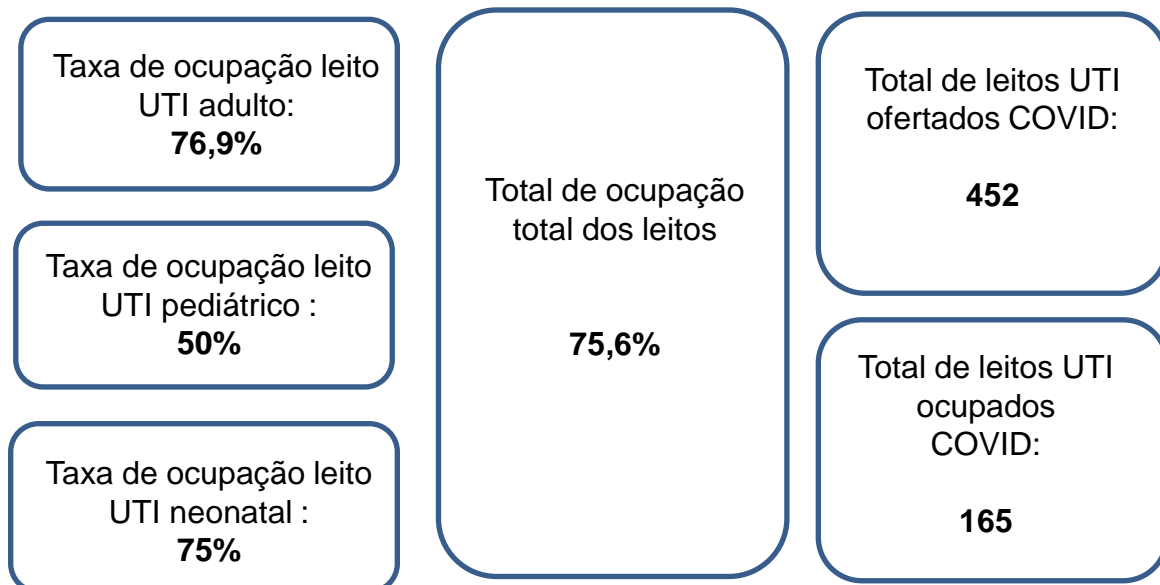 Taxa de ocupação leito
UTI adulto:
76,9%
Taxa de ocupação leito
UTI pediátrico :
50%
Taxa de ocupação leito
UTI neonatal :
75%
Total de ocupação
total dos leitos
75,6%
Total de leitos UTI
ofertados COVID:
452
Total de leitos UTI
ocupados
COVID:
165